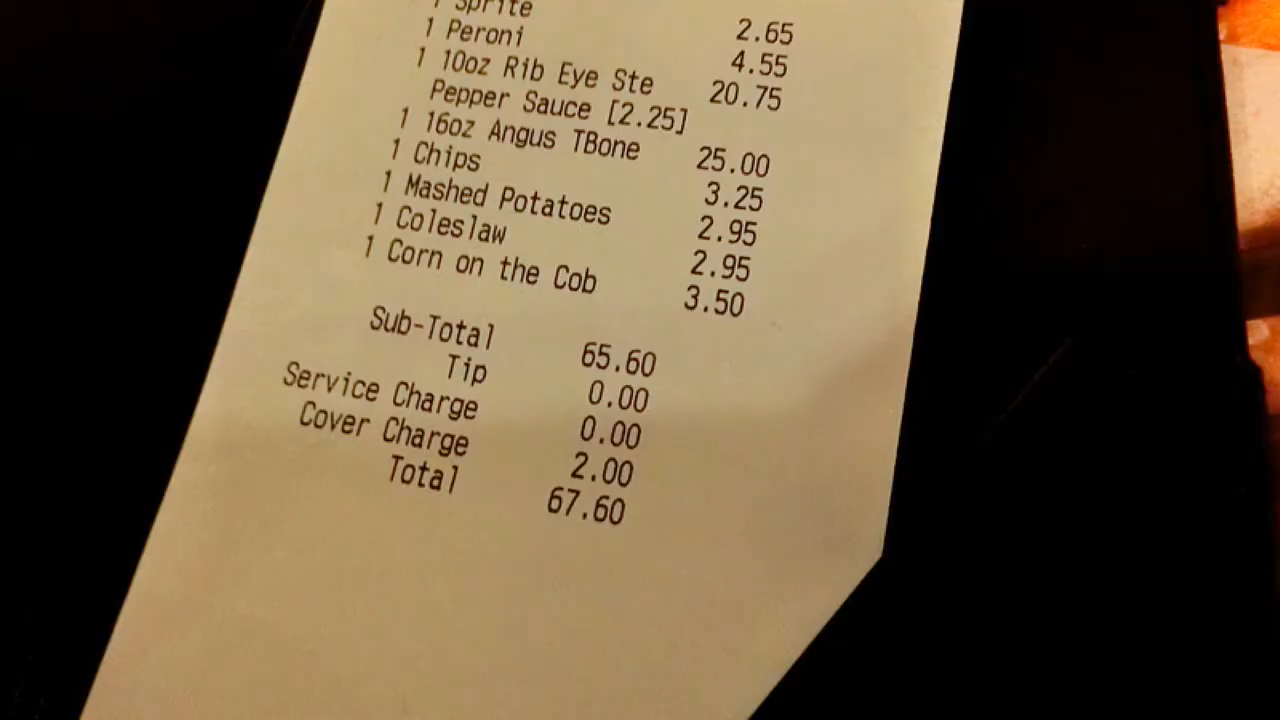 1 Sprite 2.65
1 Peroni 4.55
1 10oz Rib Eye Ste 20.75
Pepper Sauce [2.25]
1 16oz Angus TBone 25.00
1 Chips 3.25
1 Mashed Potatoes 2.95
1 Coleslaw 2.95
1 Corn on the Cob 3.50
Sub-Total 65.60
Tip 0.00
Service Charge 0.00
Cover Charge 2.00
Total 67.60